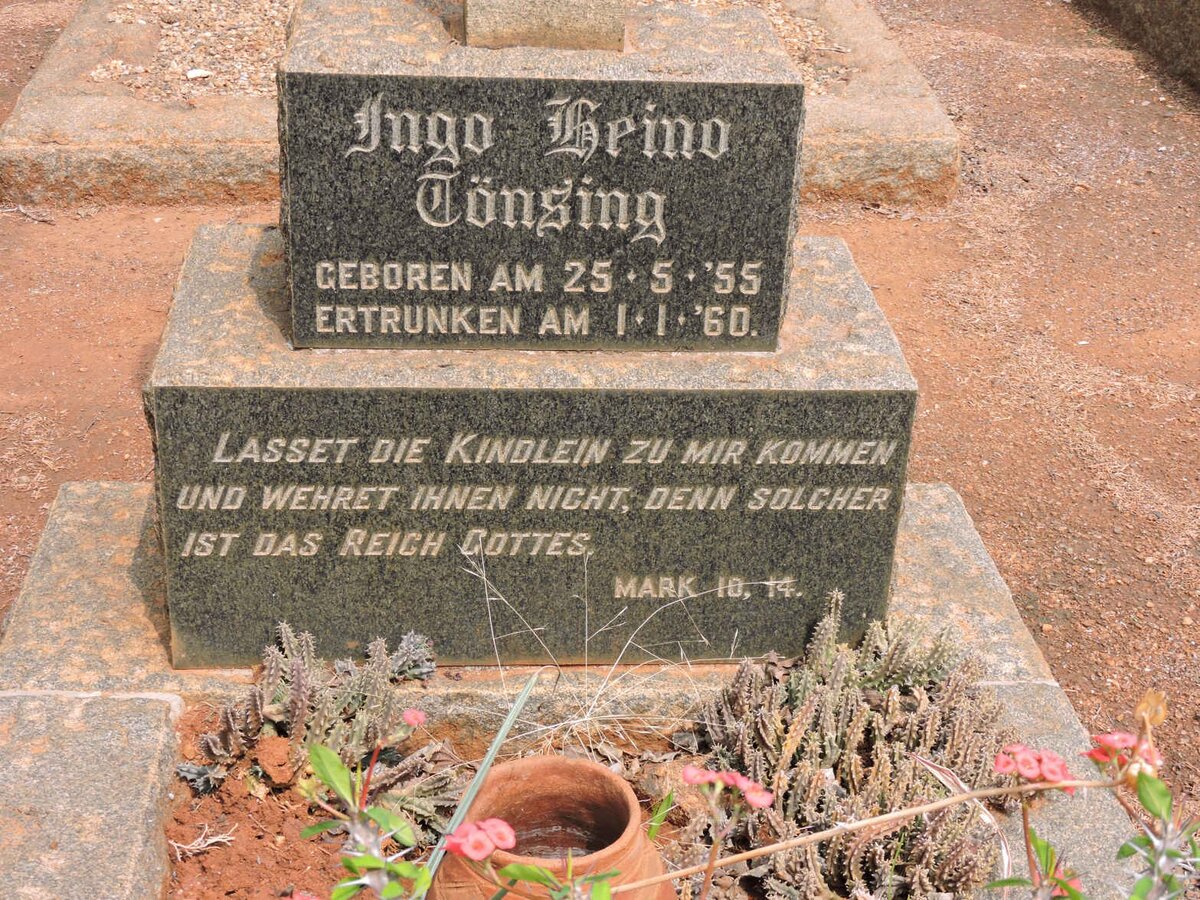 Ingo Heino
Tönsing
GEBOREN AM 25·5·'55
ERTRUNKEN AM 1·1·'60.
LASSET DIE KINDLEIN ZU MIR KOMMEN
UND WEHRET IHNEN NICHT, DENN SOLCHER
IST DAS REICH GOTTES.
MARK 10, 14.